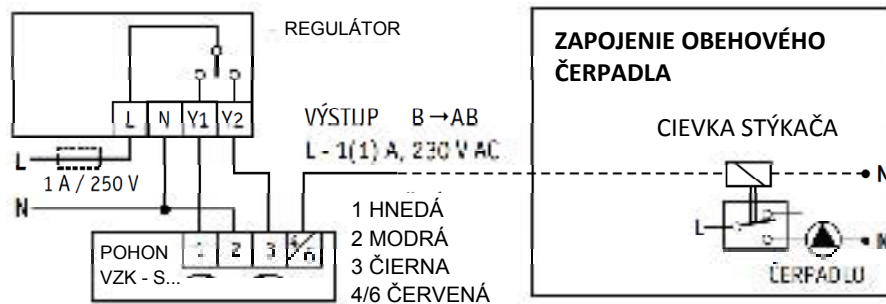 REGULÁTOR
ZAPOJENIE OBEHOVÉHO
ČERPADLA
L N Y1 Y2
VÝSTUP B→AB
CIEVKA STÝKAČA
L
L - 1(1) A, 230 V AC
1 A / 250 V
N
N
1 HNEDÁ
L
POHON
1 2 3
2 MODRÁ
N
VZK - S...
3 ČIERNA
4/6 ČERVENÁ
ČERPADLU